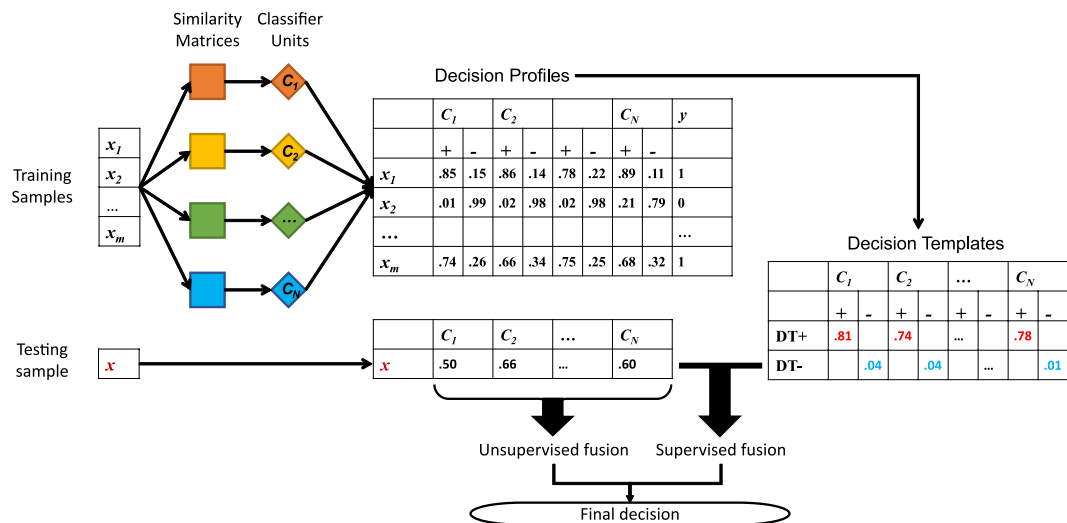 Similarity Matrices
Classifier Units
C1
C2
...
CN
Training Samples
x1
x2
...
xm
Decision Profiles
C1 C2 CN y
+ - + - + - + -
x1 .85 .15 .86 .14 .78 .22 .89 .11 1
x2 .01 .99 .02 .98 .02 .98 .21 .79 0
... ...
xm .74 .26 .66 .34 .75 .25 .68 .32 1
Decision Templates
C1 C2 ... CN
+ - + - + - + -
DT+ .81 .74 ... .78
DT- .04 .04 ... .01
Testing sample
x
C1 C2 ... CN
x .50 .66 ... .60
Unsupervised fusion
Supervised fusion
Final decision